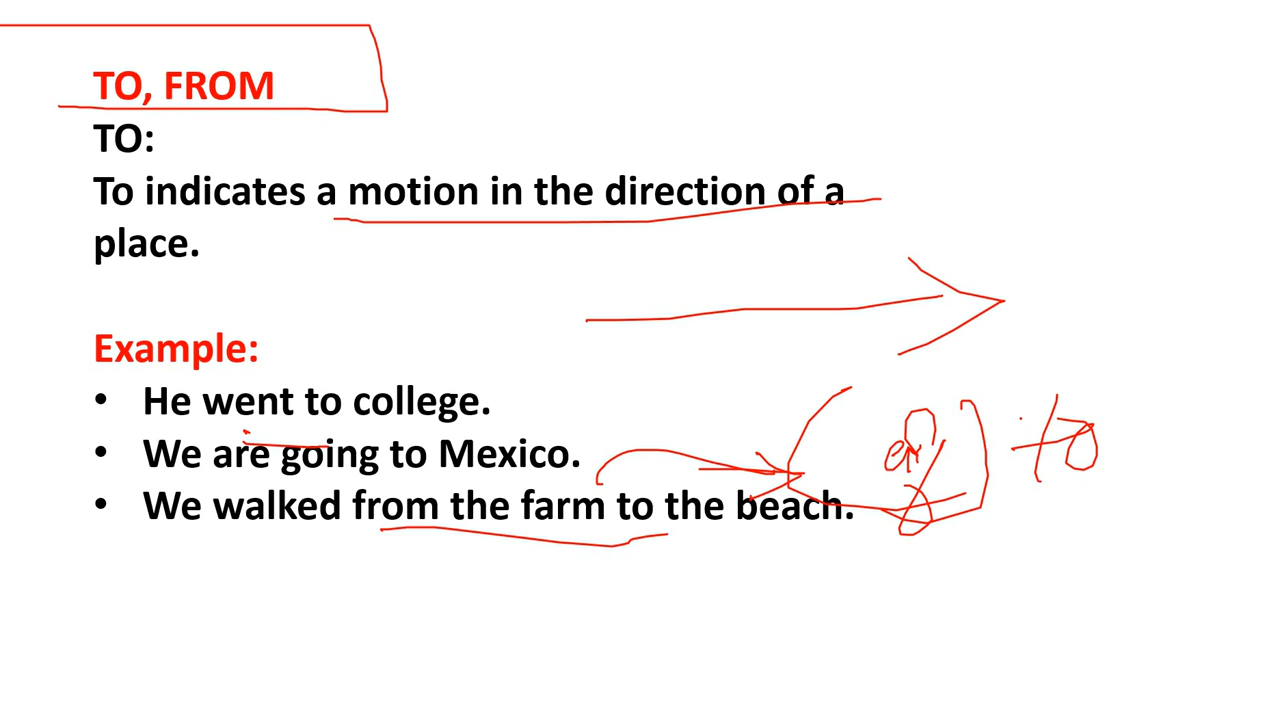 TO, FROM
TO:
To indicates a motion in the direction of a
place.
Example:
• He went to college.
• We are going to Mexico.
• We walked from the farm to the beach.
to